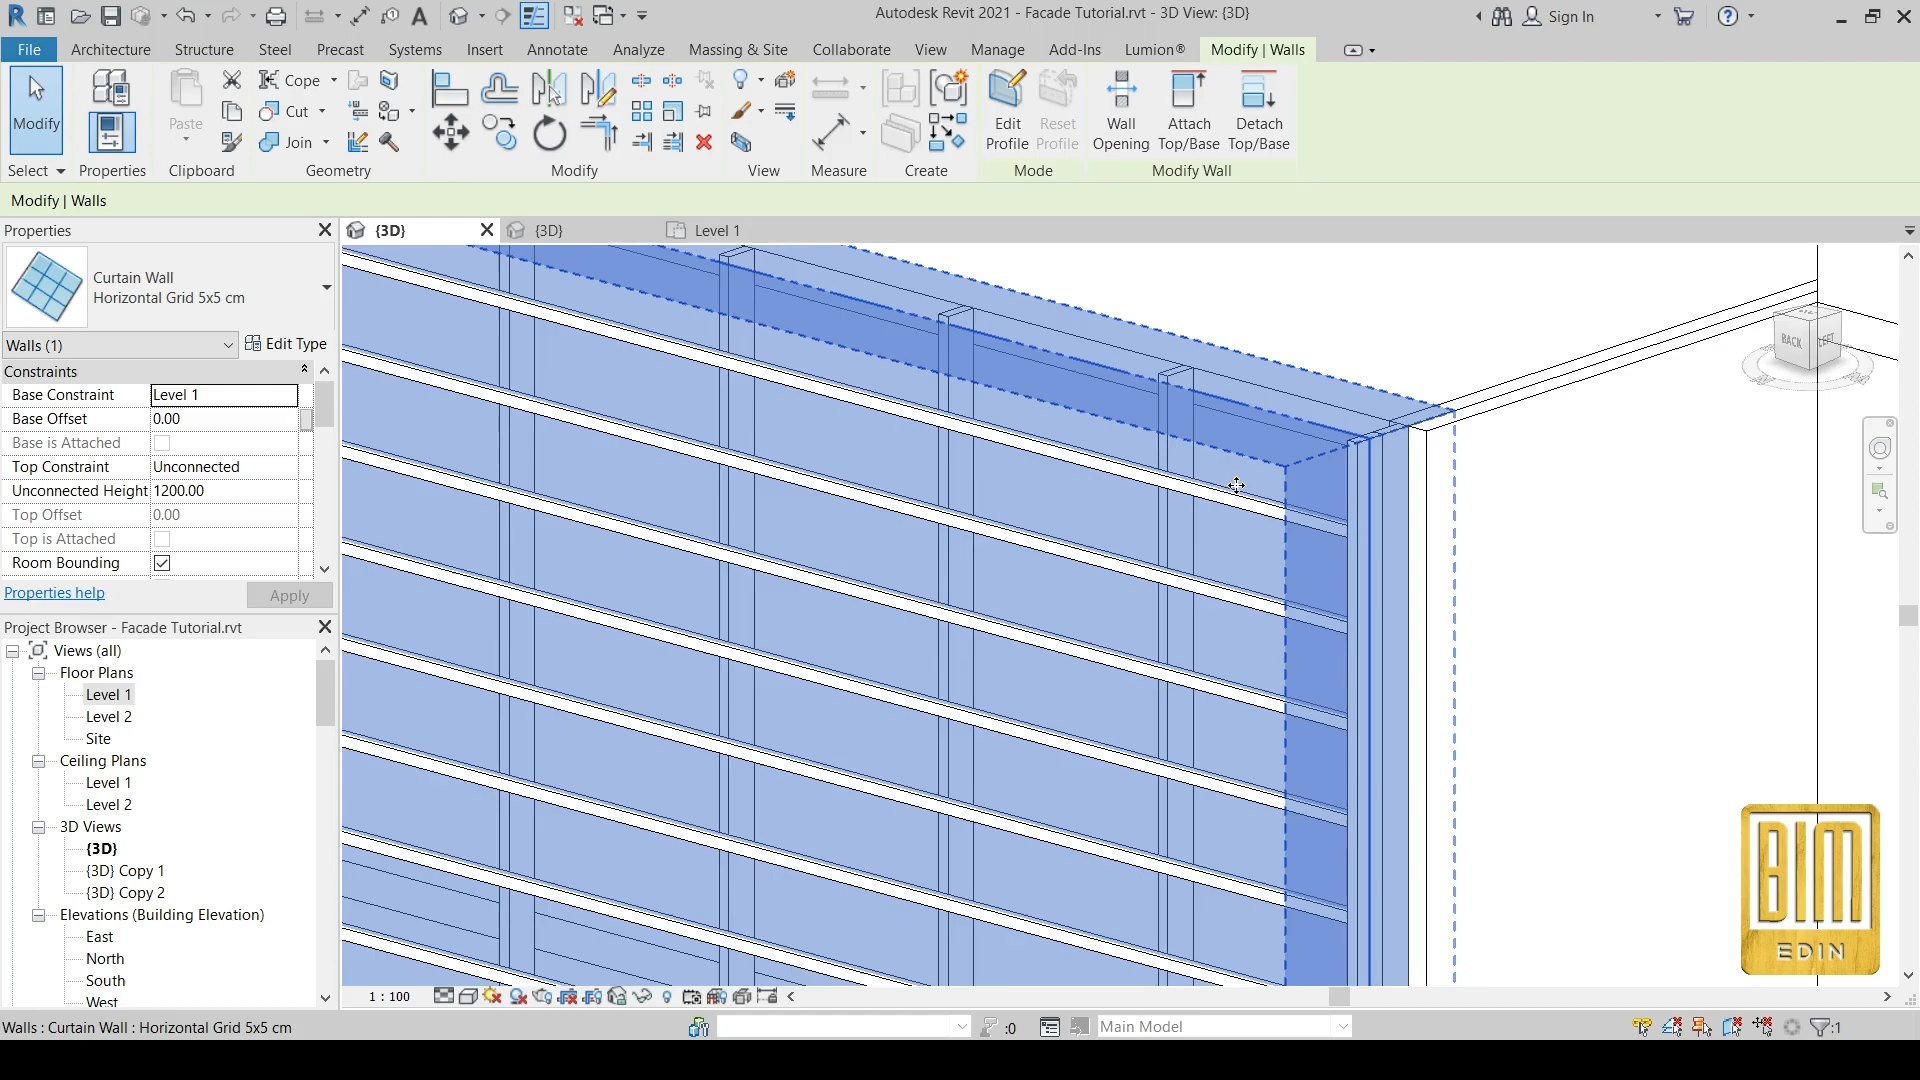 Autodesk Revit 2021 - Facade Tutorial.rvt - 3D View: {3D}
Sign In
File Architecture Structure Steel Precast Systems Insert Annotate Analyze Massing & Site Collaborate View Manage Add-Ins Lumion® Modify | Walls
Modify
Paste
Cope
Cut
Join
Edit Profile
Reset Profile
Wall Opening
Attach Top/Base
Detach Top/Base
Select Properties Clipboard Geometry Modify View Measure Create Mode Modify Wall
Modify | Walls
Properties
{3D}
{3D}
Level 1
Curtain Wall
Horizontal Grid 5x5 cm
Walls (1)
Edit Type
Constraints
Base Constraint Level 1
Base Offset 0.00
Base is Attached
Top Constraint Unconnected
Unconnected Height 1200.00
Top Offset 0.00
Top is Attached
Room Bounding
Properties help
Apply
Project Browser - Facade Tutorial.rvt
Views (all)
Floor Plans
Level 1
Level 2
Site
Ceiling Plans
Level 1
Level 2
3D Views
{3D}
{3D} Copy 1
{3D} Copy 2
Elevations (Building Elevation)
East
North
South
West
BACK
LEFT
BIM
EDIN
1 : 100
Walls : Curtain Wall : Horizontal Grid 5x5 cm
:0
Main Model
:1